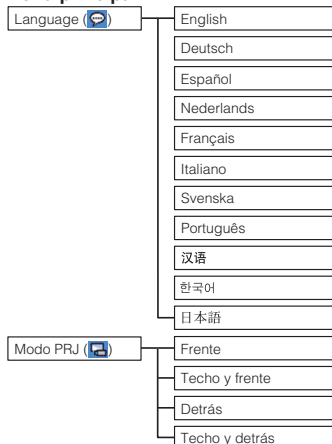 Language ()
English
Deutsch
Español
Nederlands
Français
Italiano
Svenska
Português
汉语
한국어
日本語
Modo PRJ ()
Frente
Techo y frente
Detrás
Techo y detrás